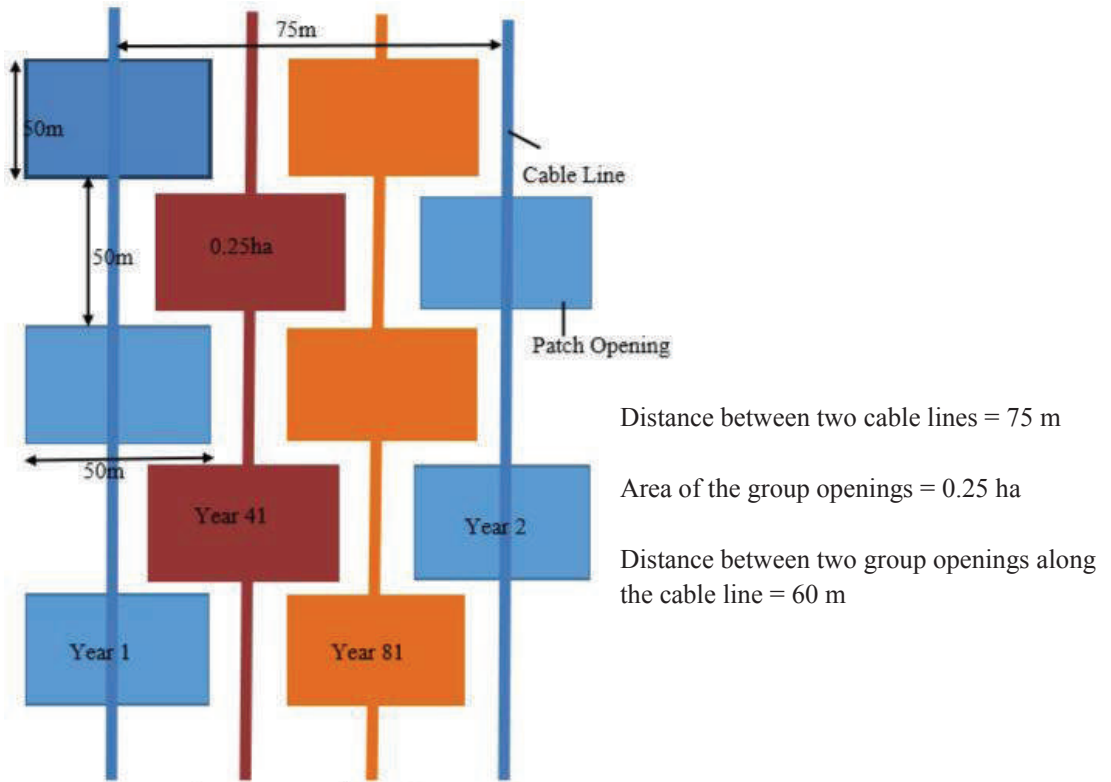 75m
50m
Cable Line
0.25ha
50m
Patch Opening
50m
Year 41
Year 2
Year 1
Year 81
Distance between two cable lines = 75 m
Area of the group openings = 0.25 ha
Distance between two group openings along
the cable line = 60 m